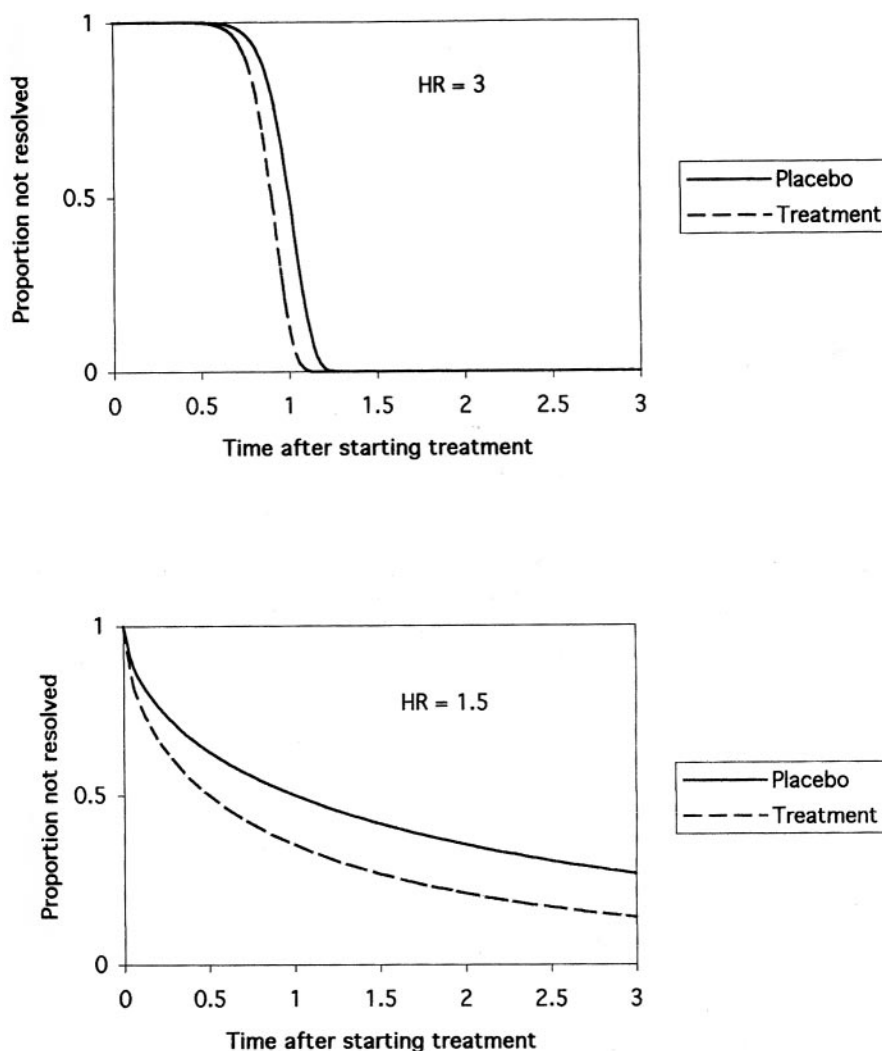 Proportion not resolved
1
0.5
0
HR = 3
Placebo
Treatment
0 0.5 1 1.5 2 2.5 3
Time after starting treatment
Proportion not resolved
1
0.5
0
HR = 1.5
Placebo
Treatment
0 0.5 1 1.5 2 2.5 3
Time after starting treatment